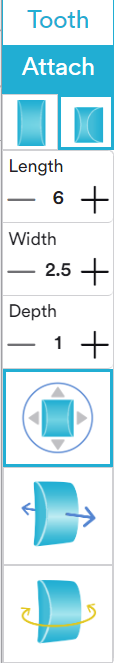 Tooth
Attach
Length
— 6 +
Width
— 2.5 +
Depth
— 1 +